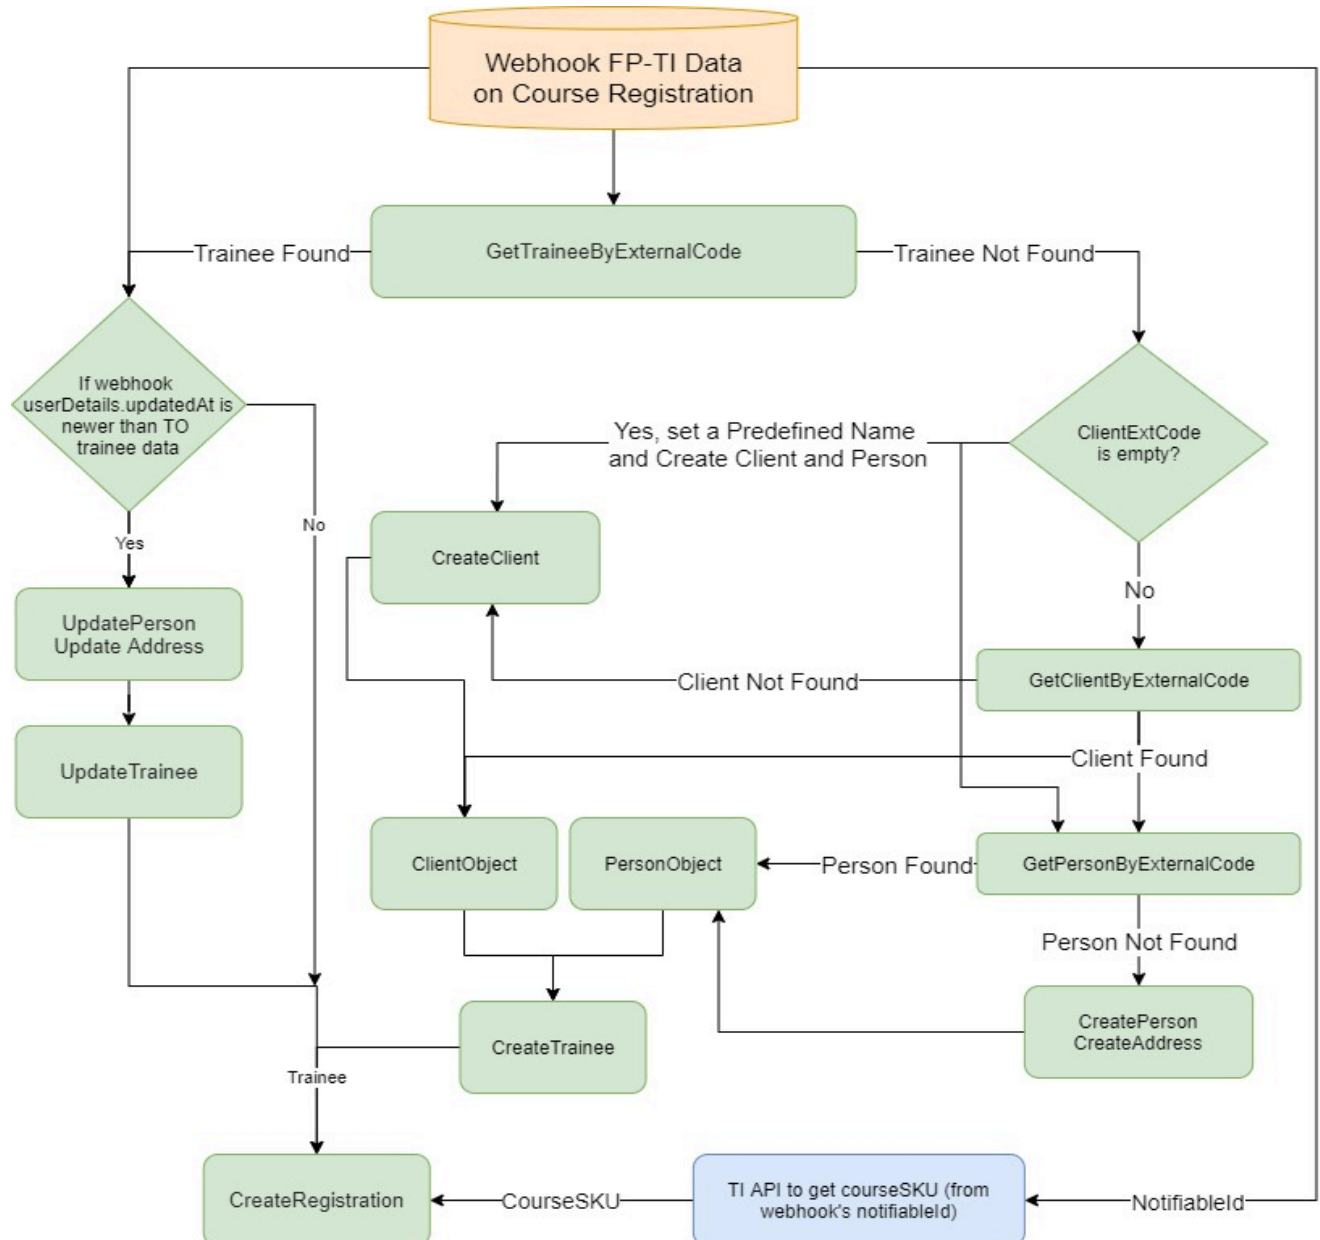 Webhook FP-TI Data
on Course Registration
Trainee Found
GetTraineeByExternalCode
Trainee Not Found
If webhook
userDetails.updatedAt is
newer than TO
trainee data
Yes, set a Predefined Name
and Create Client and Person
ClientExtCode
is empty?
No
Yes
CreateClient
No
UpdatePerson
Update Address
Client Not Found
GetClientByExternalCode
UpdateTrainee
Client Found
ClientObject
PersonObject
Person Found
GetPersonByExternalCode
Person Not Found
CreateTrainee
CreatePerson
CreateAddress
Trainee
CreateRegistration
CourseSKU
TI API to get courseSKU (from
webhook's notifiableId)
NotifiableId